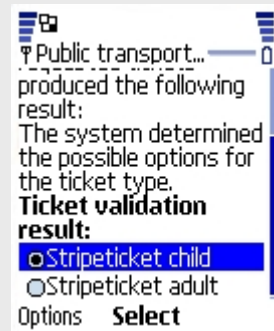 Public transport...
produced the following
result:
The system determined
the possible options for
the ticket type.
Ticket validation
result:
Stripeticket child
Stripeticket adult
Options Select